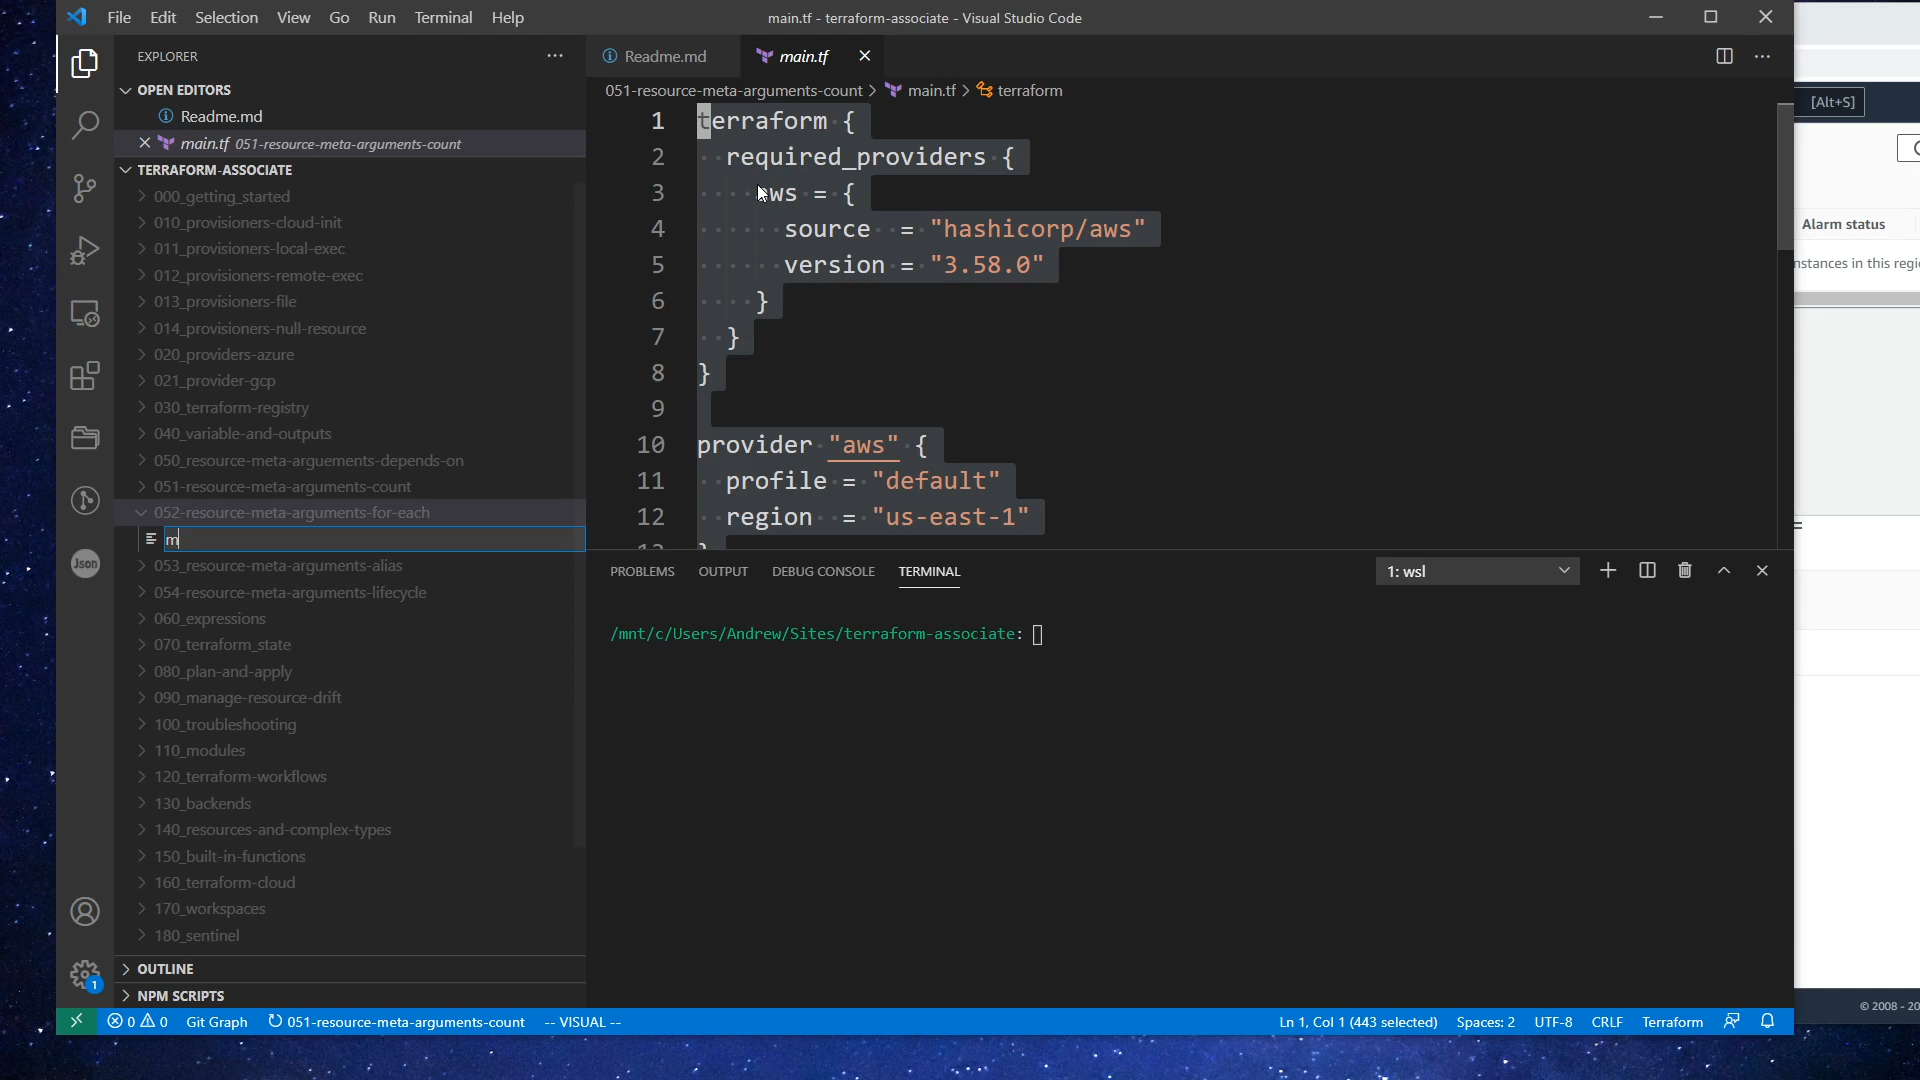 File Edit Selection View Go Run Terminal Help
main.tf - terraform-associate - Visual Studio Code
EXPLORER
OPEN EDITORS
Readme.md
main.tf 051-resource-meta-arguments-count
TERRAFORM-ASSOCIATE
000_getting_started
010_provisioners-cloud-init
011_provisioners-local-exec
012_provisioners-remote-exec
013_provisioners-file
014_provisioners-null-resource
020_providers-azure
021_provider-gcp
030_terraform-registry
040_variable-and-outputs
050_resource-meta-arguements-depends-on
051-resource-meta-arguments-count
052-resource-meta-arguments-for-each
m
053_resource-meta-arguments-alias
054-resource-meta-arguments-lifecycle
060_expressions
070_terraform_state
080_plan-and-apply
090_manage-resource-drift
100_troubleshooting
110_modules
120_terraform-workflows
130_backends
140_resources-and-complex-types
150_built-in-functions
160_terraform-cloud
170_workspaces
180_sentinel
OUTLINE
NPM SCRIPTS
Json
1
Readme.md
main.tf
051-resource-meta-arguments-count > main.tf > terraform
1 terraform {
2 required_providers {
3 aws = {
4 source = "hashicorp/aws"
5 version = "3.58.0"
6 }
7 }
8 }
9
10 provider "aws" {
11 profile = "default"
12 region = "us-east-1"
13 }
PROBLEMS OUTPUT DEBUG CONSOLE TERMINAL
1: wsl
/mnt/c/Users/Andrew/Sites/terraform-associate:
0 0 Git Graph 051-resource-meta-arguments-count -- VISUAL --
Ln 1, Col 1 (443 selected) Spaces: 2 UTF-8 CRLF Terraform
[Alt+S]
Alarm status
nstances in this regi
© 2008 - 20